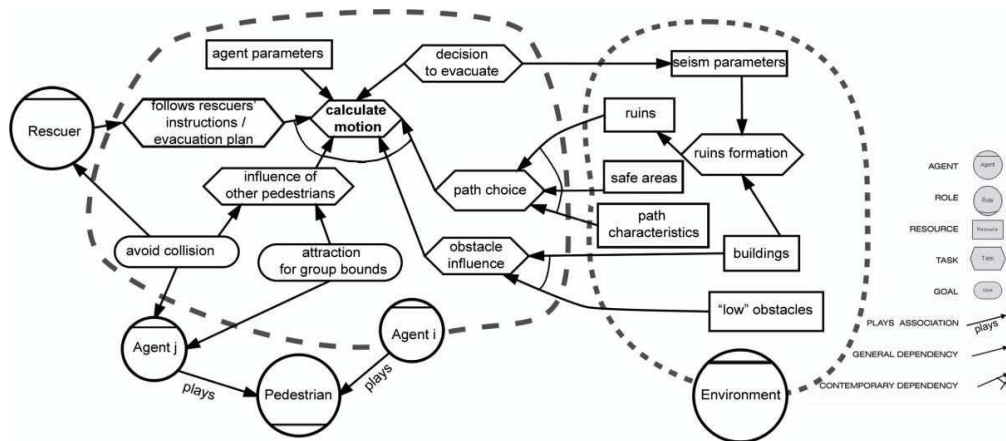 agent parameters
decision
to evacuate
seism parameters
Rescuer
follows rescuers'
instructions /
evacuation plan
calculate
motion
ruins
ruins formation
influence of
other pedestrians
path choice
safe areas
path
characteristics
avoid collision
attraction
for group bounds
obstacle
influence
buildings
"low" obstacles
Agent j
Agent i
plays
plays
Pedestrian
Environment
AGENT
Agent
ROLE
Role
RESOURCE
Resource
TASK
Task
GOAL
Goal
PLAYS ASSOCIATION
plays
GENERAL DEPENDENCY
CONTEMPORARY DEPENDENCY